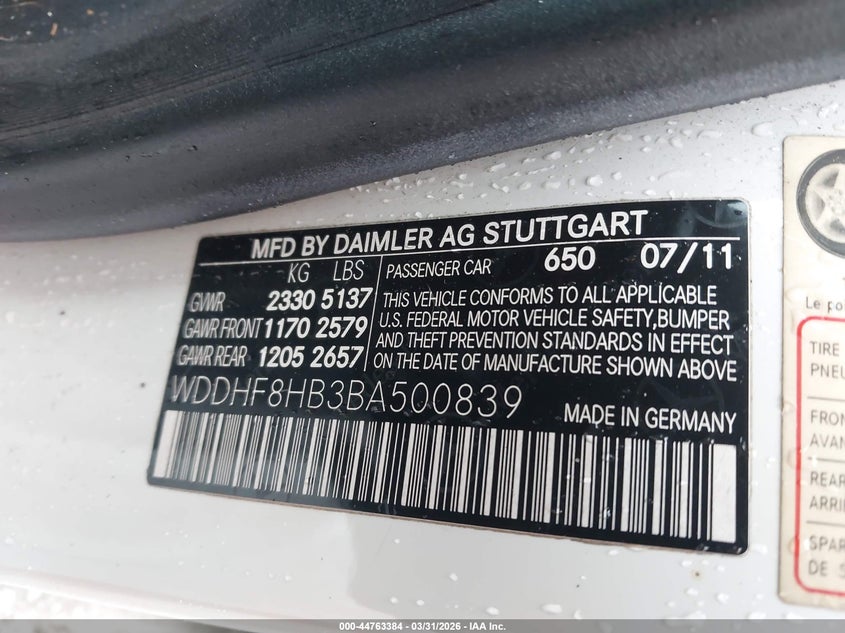 MFD BY DAIMLER AG STUTTGART
KG LBS PASSENGER CAR 650 07/11
GVWR 2330 5137
GAWR FRONT 1170 2579
GAWR REAR 1205 2657
THIS VEHICLE CONFORMS TO ALL APPLICABLE
U.S. FEDERAL MOTOR VEHICLE SAFETY, BUMPER
AND THEFT PREVENTION STANDARDS IN EFFECT
ON THE DATE OF MANUFACTURE SHOWN ABOVE
WDDHF8HB3BA500839 MADE IN GERMANY
Le
TIRE
FRON
AVAN
REAR
ARRI
SPAR
DE
000-44763384 - 03/31/2026 - IAA Inc.